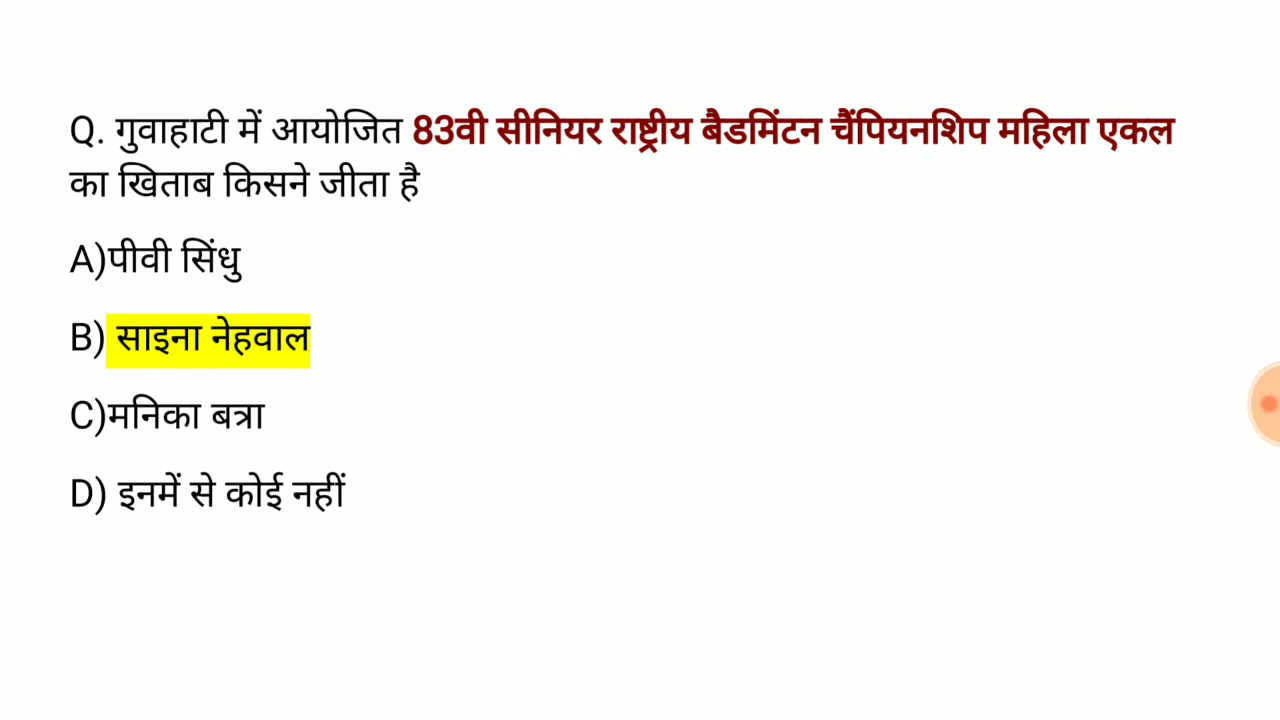 Q. गुवाहाटी में आयोजित 83वी सीनियर राष्ट्रीय बैडमिंटन चैंपियनशिप महिला एकल
का खिताब किसने जीता है
A)पीवी सिंधु
B) साइना नेहवाल
C)मनिका बत्रा
D) इनमें से कोई नहीं